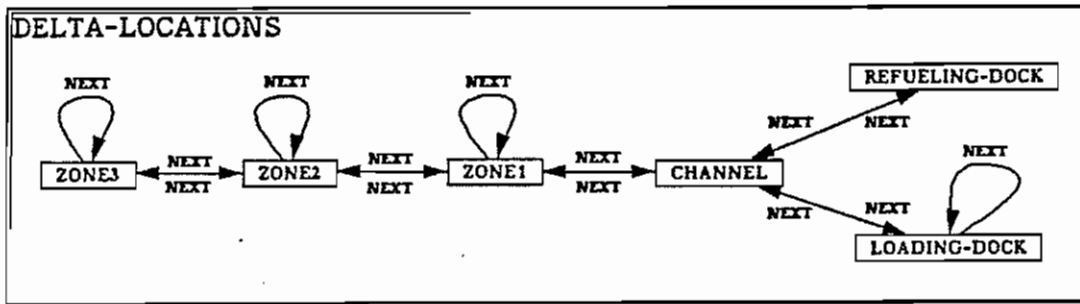 DELTA-LOCATIONS
NEXT NEXT NEXT
REFUELING-DOCK
NEXT NEXT
NEXT
NEXT NEXT NEXT
ZONE3 ZONE2 ZONE1 CHANNEL
NEXT NEXT NEXT
NEXT NEXT
LOADING-DOCK